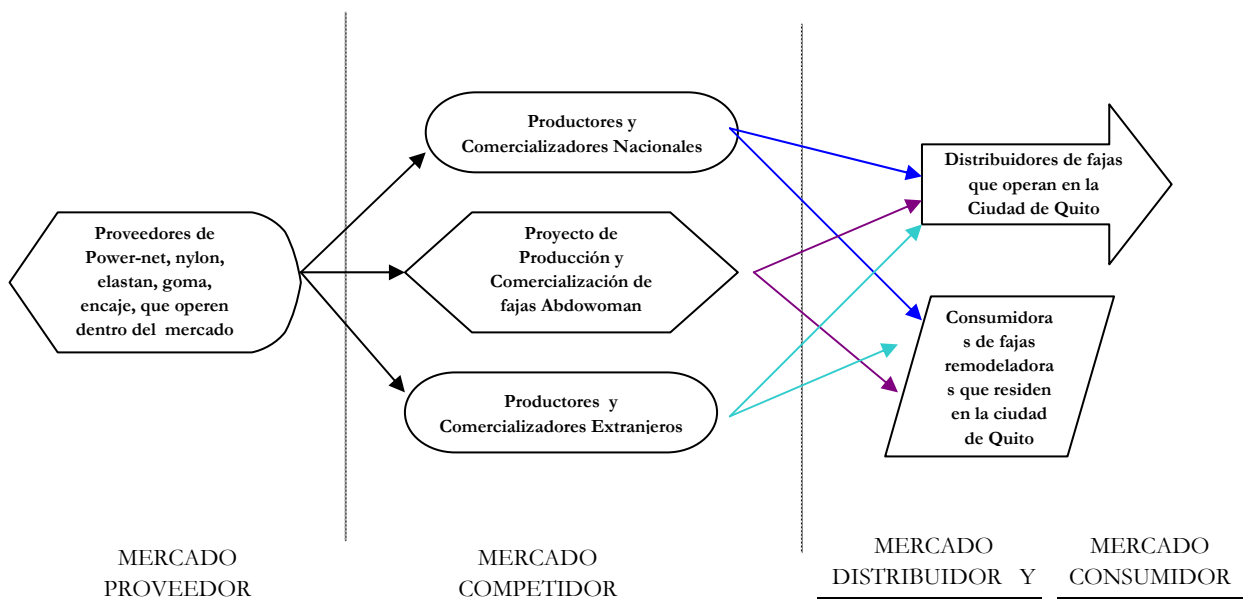 Proveedores de
Power-net, nylon,
elastan, goma,
encaje, que operen
dentro del mercado
Productores y
Comercializadores Nacionales
Proyecto de
Producción y
Comercialización de
fajas Abdowoman
Productores y
Comercializadores Extranjeros
Distribuidores de fajas
que operan en la
Ciudad de Quito
Consumidora
s de fajas
remodeladora
s que residen
en la ciudad
de Quito
MERCADO
PROVEEDOR
MERCADO
COMPETIDOR
MERCADO
DISTRIBUIDOR Y
MERCADO
CONSUMIDOR